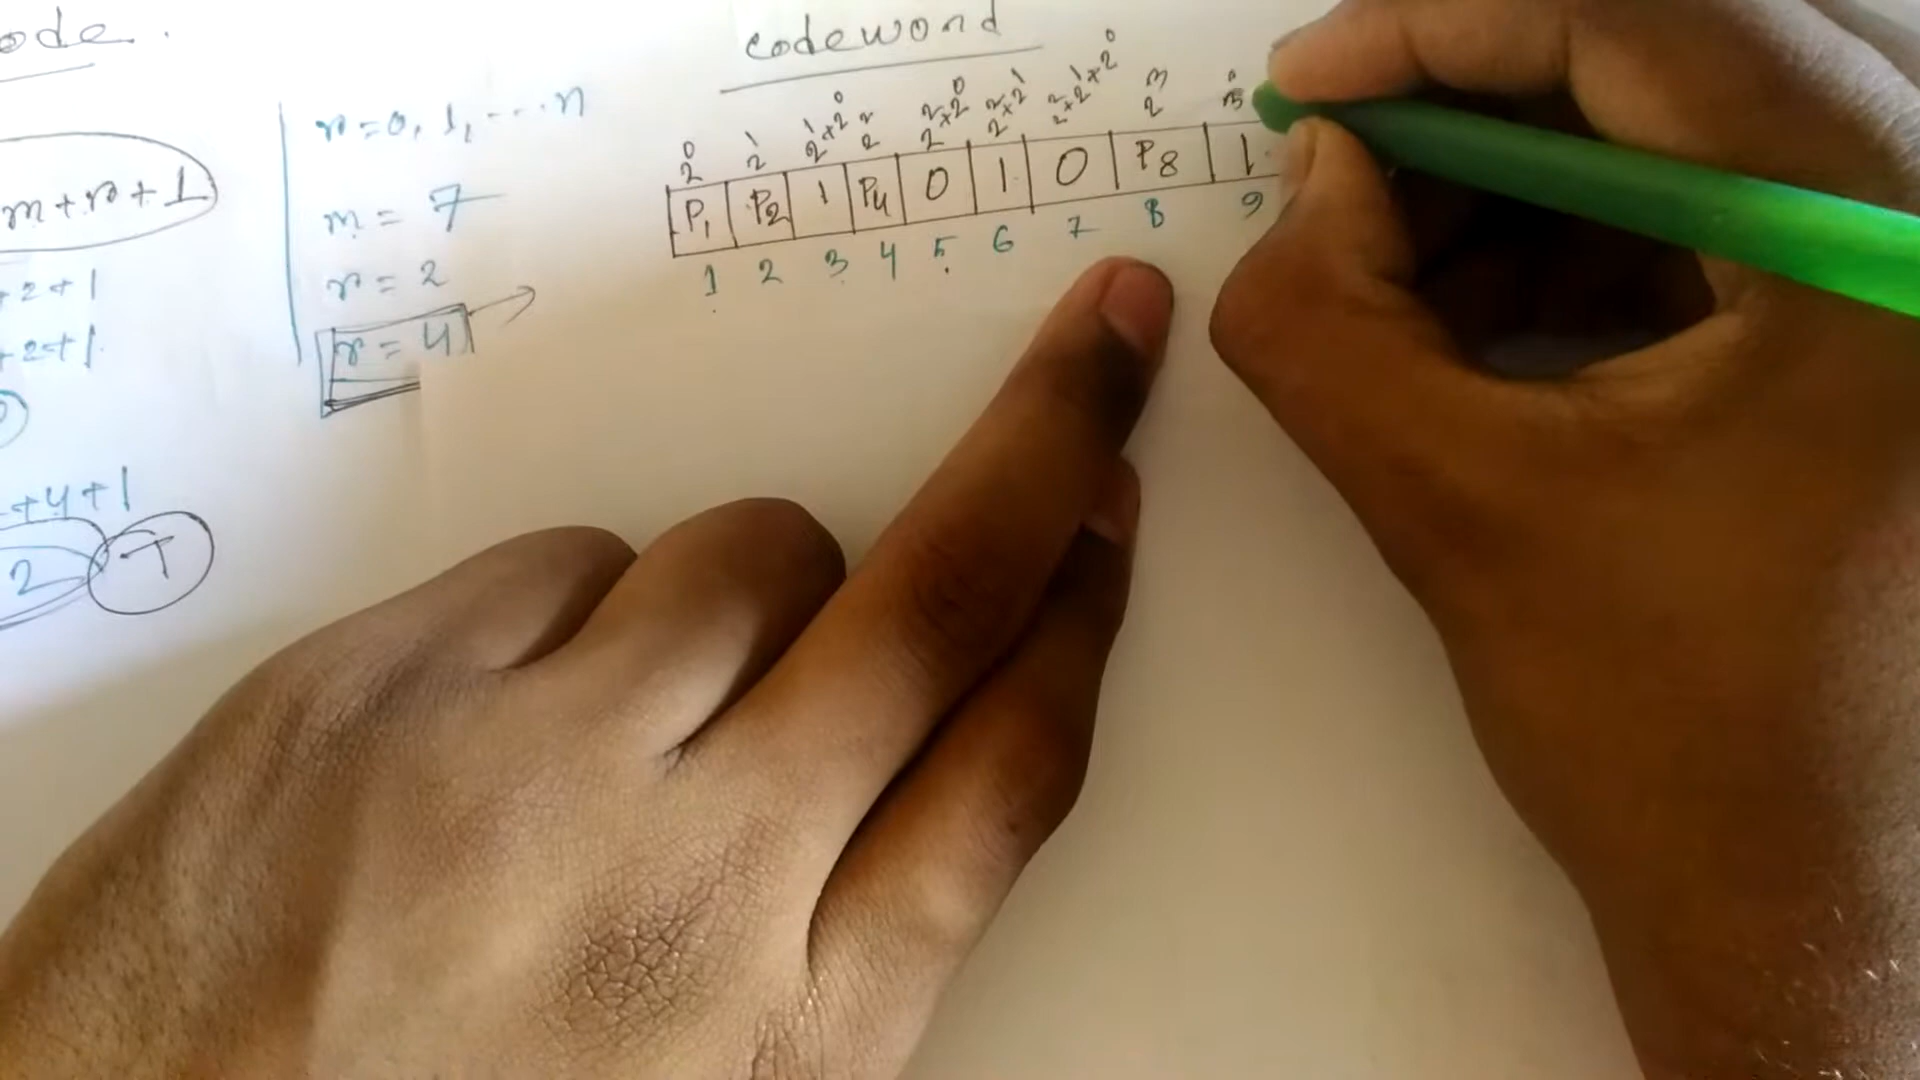 ode.
m+r+1
+2+1
+2+1.
+4+1
2 T
r=0, 1, ....n
m = 7
r = 2
r = 4
codeword
2^0 2^1 2^1+2^0 2^2 2^2+2^0 2^2+2^1 2^2+2^1+2^0 2^3
P1 P2 1 P4 0 1 0 P8 1
1 2 3 4 5 6 7 8 9